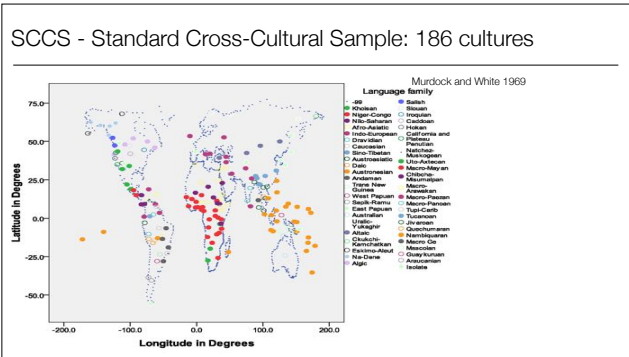 SCCS - Standard Cross-Cultural Sample: 186 cultures
Murdock and White 1969
Language family
-99
Khoisan
Niger-Congo
Nilo-Saharan
Afro-Asiatic
Indo-European
Dravidian
Caucasian
Sino-Tibetan
Austroasiatic
Daic
Austronesian
Andaman
Trans New
Guinea
West Papuan
Sepik-Ramu
East Papuan
Australian
Uralic-
Yukaghir
Altaic
Chukchi-
Kamchatkan
Eskimo-Aleut
Na-Dene
Algic
Salish
Siouan
Iroquian
Caddoan
Hokan
California and
Plateau
Penutian
Natchez-
Muskogean
Uto-Aztecan
Macro-Mayan
Chibcha-
Misumalpan
Macro-
Arawakan
Macro-Paezan
Macro-Panoan
Tupi-Carib
Tucanoan
Jivaroan
Quechumaran
Nambiquaran
Macro Ge
Mascoian
Guaykuruan
Araucanian
Isolate
Latitude in Degrees
75.0
50.0
25.0
0.0
-25.0
-50.0
-200.0 -100.0 0.0 100.0 200.0
Longitude in Degrees